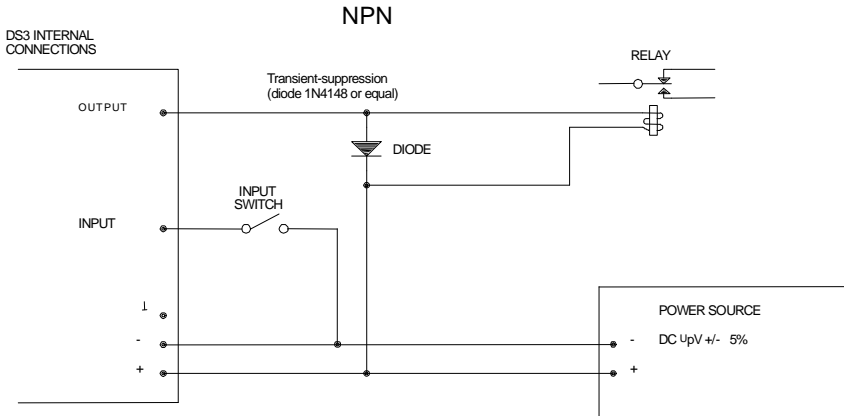 NPN
DS3 INTERNAL
CONNECTIONS
RELAY
Transient-suppression
(diode 1N4148 or equal)
OUTPUT
DIODE
INPUT
SWITCH
INPUT
POWER SOURCE
-
-
DC UpV +/- 5%
+
+